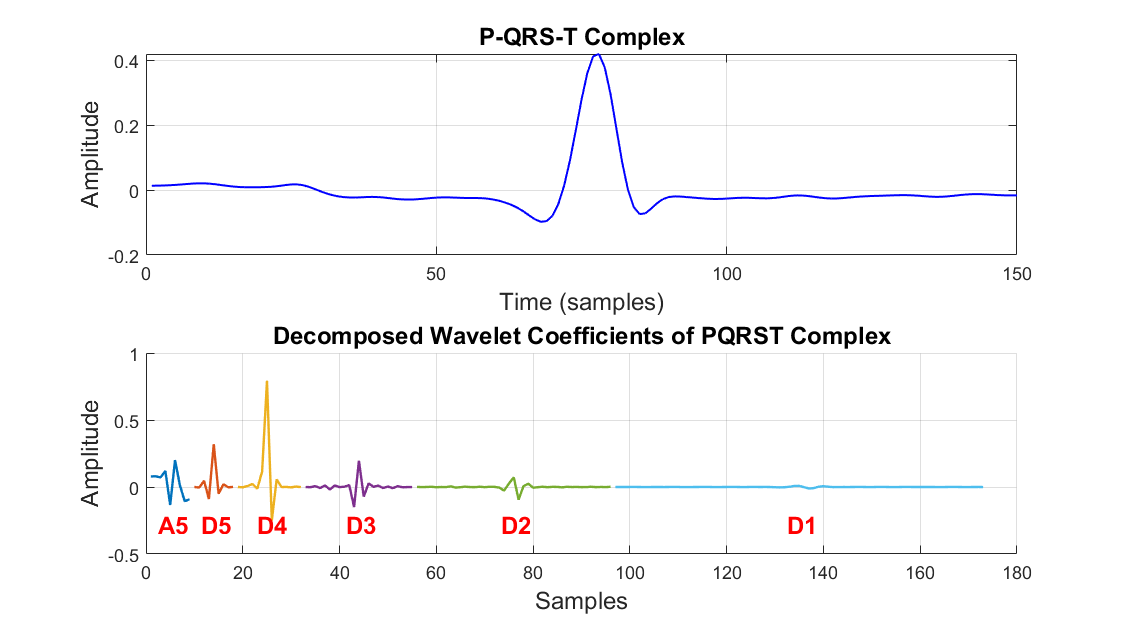 P-QRS-T Complex
Amplitude
0.4
0.2
0
-0.2
0 50 100 150
Time (samples)
Decomposed Wavelet Coefficients of PQRST Complex
Amplitude
1
0.5
0
-0.5
A5 D5 D4 D3 D2 D1
0 20 40 60 80 100 120 140 160 180
Samples